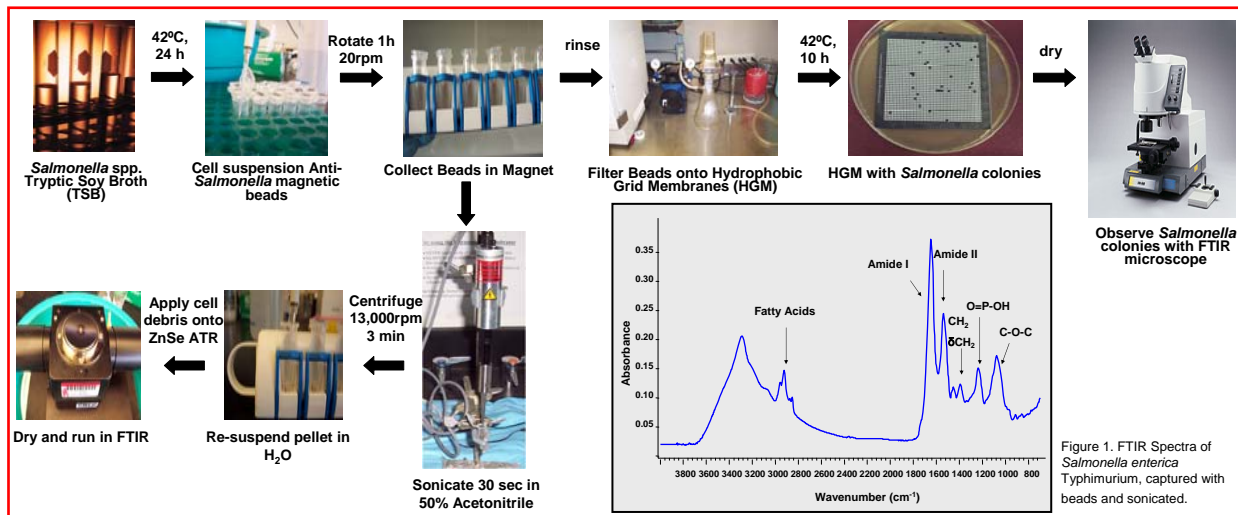 42ºC,
24 h
Rotate 1h
20rpm
rinse
42ºC,
10 h
dry
Salmonella spp.
Tryptic Soy Broth
(TSB)
Cell suspension Anti-
Salmonella magnetic
beads
Collect Beads in Magnet
Filter Beads onto Hydrophobic
Grid Membranes (HGM)
HGM with Salmonella colonies
Observe Salmonella
colonies with FTIR
microscope
Sonicate 30 sec in
50% Acetonitrile
Centrifuge
13,000rpm
3 min
Re-suspend pellet in
H2O
Apply cell
debris onto
ZnSe ATR
Dry and run in FTIR
Absorbance
0.35
0.30
0.25
0.20
0.15
0.10
0.05
Fatty Acids
Amide I
Amide II
CH2
δCH2
O=P-OH
C-O-C
3800 3600 3400 3200 3000 2800 2600 2400 2200 2000 1800 1600 1400 1200 1000 800
Wavenumber (cm-1)
Figure 1. FTIR Spectra of
Salmonella enterica
Typhimurium, captured with
beads and sonicated.